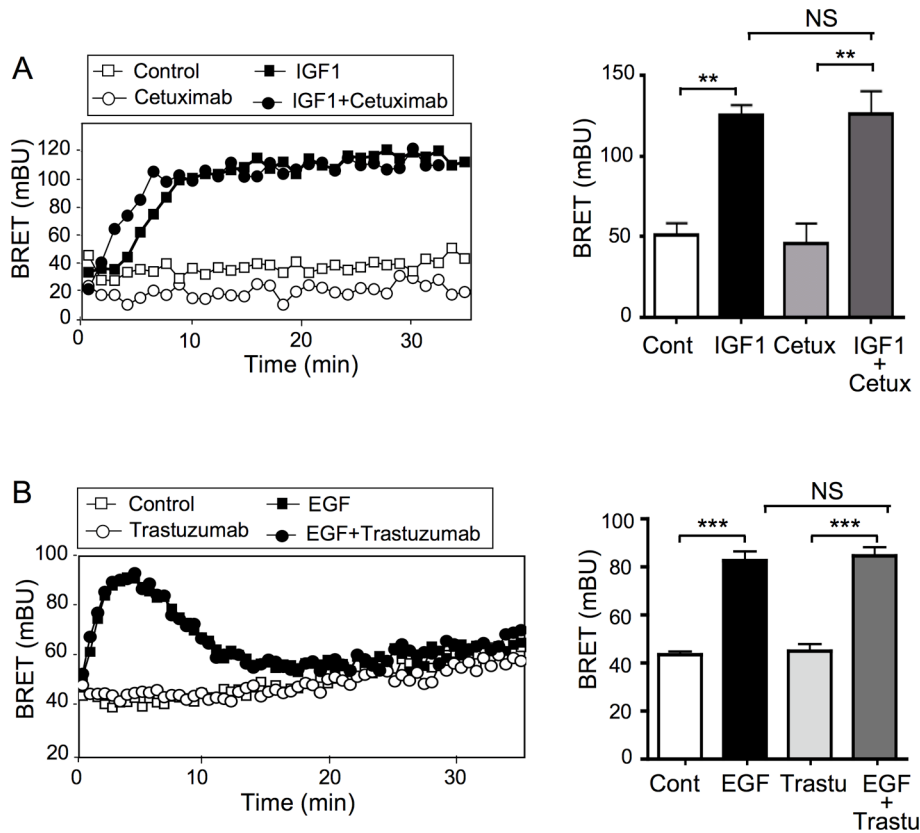 A
Control
IGF1
Cetuximab
IGF1+Cetuximab
BRET (mBU)
120
100
80
60
40
20
0
0
10
20
30
Time (min)
NS
**
**
BRET (mBU)
150
100
50
0
Cont
IGF1
Cetux
IGF1
+
Cetux
B
Control
EGF
Trastuzumab
EGF+Trastuzumab
BRET (mBU)
100
80
60
40
20
0
10
20
30
Time (min)
NS
***
***
BRET (mBU)
100
80
60
40
20
0
Cont
EGF
Trastu
EGF
+
Trastu